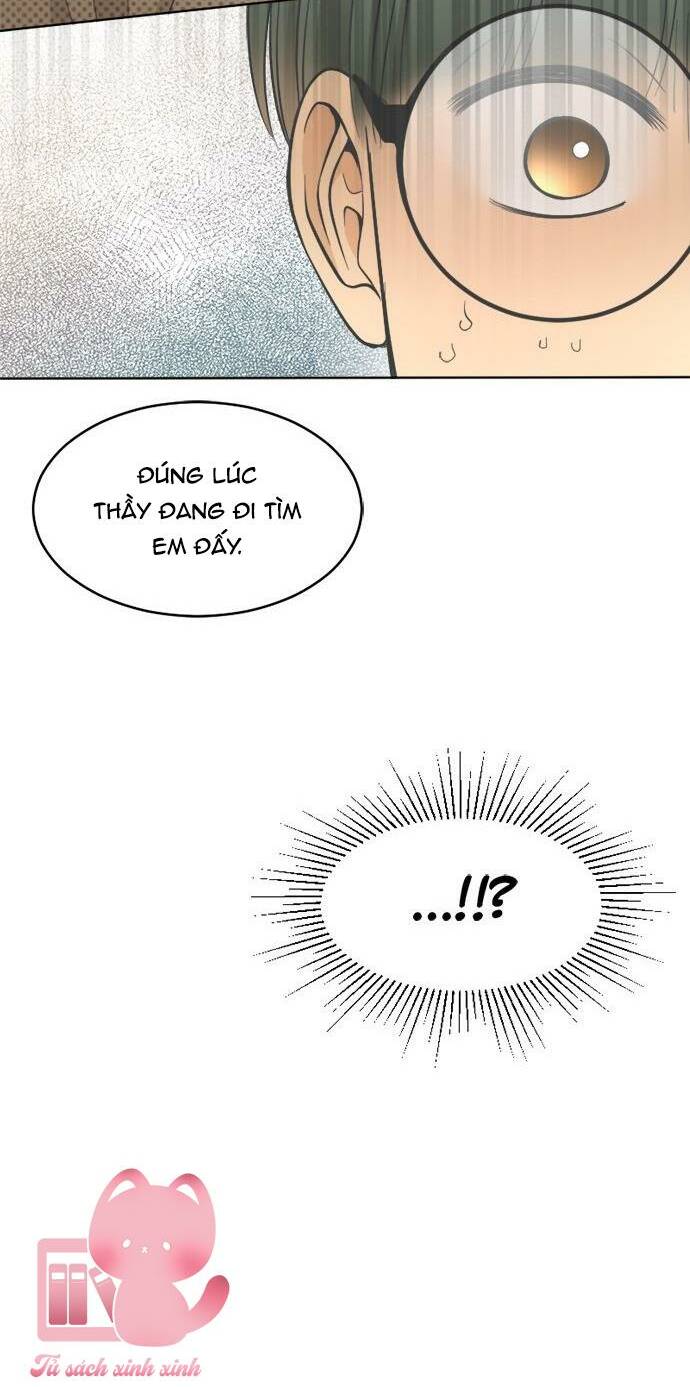 ĐÚNG LÚC
THẦY ĐANG ĐI TÌM
EM ĐẤY.
...!!?
Tủ sách xinh xinh